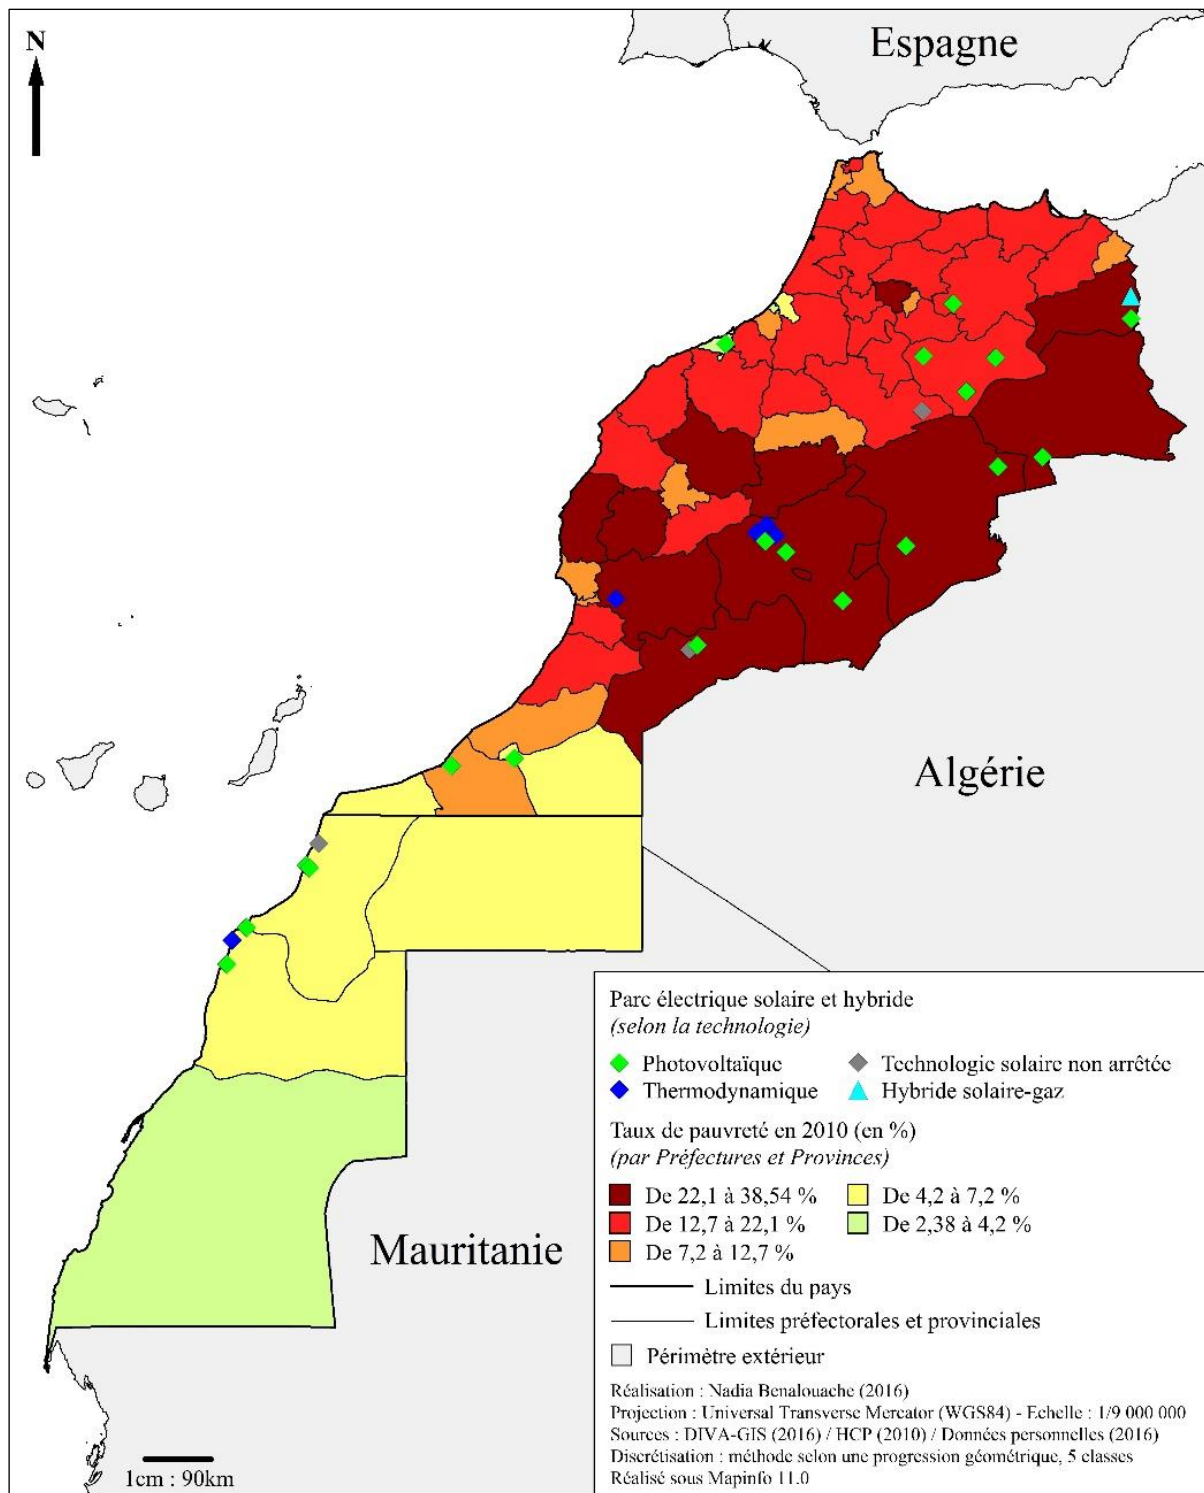 N
Espagne
Algérie
Mauritanie
Parc électrique solaire et hybride
(selon la technologie)
Photovoltaïque
Technologie solaire non arrêtée
Thermodynamique
Hybride solaire-gaz
Taux de pauvreté en 2010 (en %)
(par Préfectures et Provinces)
De 22,1 à 38,54 %
De 4,2 à 7,2 %
De 12,7 à 22,1 %
De 2,38 à 4,2 %
De 7,2 à 12,7 %
Limites du pays
Limites préfectorales et provinciales
Périmètre extérieur
Réalisation : Nadia Benalouache (2016)
Projection : Universal Transverse Mercator (WGS84) - Echelle : 1/9 000 000
Sources : DIVA-GIS (2016) / HCP (2010) / Données personnelles (2016)
Discrétisation : méthode selon une progression géométrique, 5 classes
Réalisé sous Mapinfo 11.0
1cm : 90km